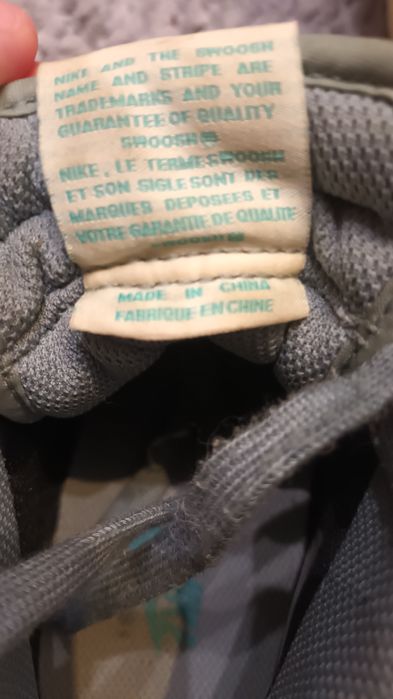 NIKE AND THE SWOOSH
NAME AND STRIPE ARE
TRADEMARKS AND YOUR
GUARANTEE OF QUALITY
SWOOSH®
NIKE, LE TERME SWOOSH
ET SON SIGLE SONT DES
MARQUES DEPOSEES ET
VOTRE GARANTIE DE QUALITE
SWOOSH
MADE IN CHINA
FABRIQUE EN CHINE